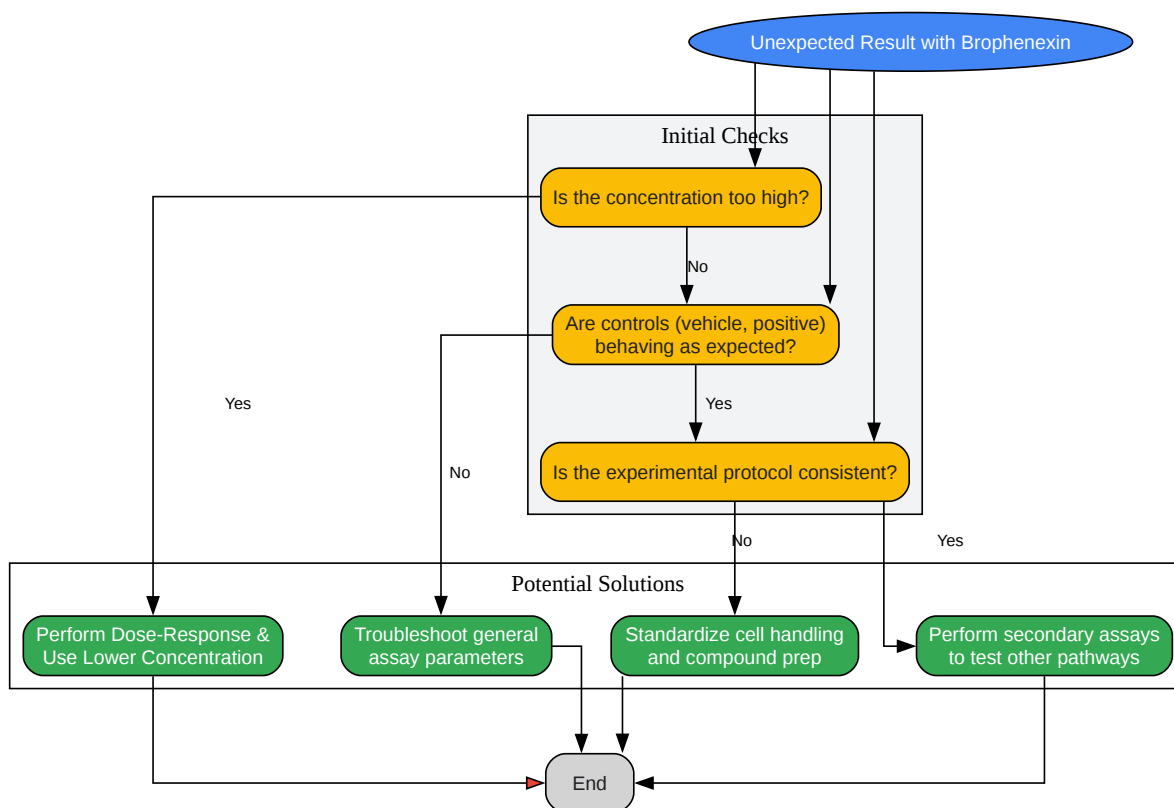 Unexpected Result with Brophenexin
Initial Checks
Is the concentration too high?
No
Are controls (vehicle, positive)
behaving as expected?
Yes
Yes
No
Is the experimental protocol consistent?
No
Yes
Potential Solutions
Perform Dose-Response &
Use Lower Concentration
Troubleshoot general
assay parameters
Standardize cell handling
and compound prep
Perform secondary assays
to test other pathways
End